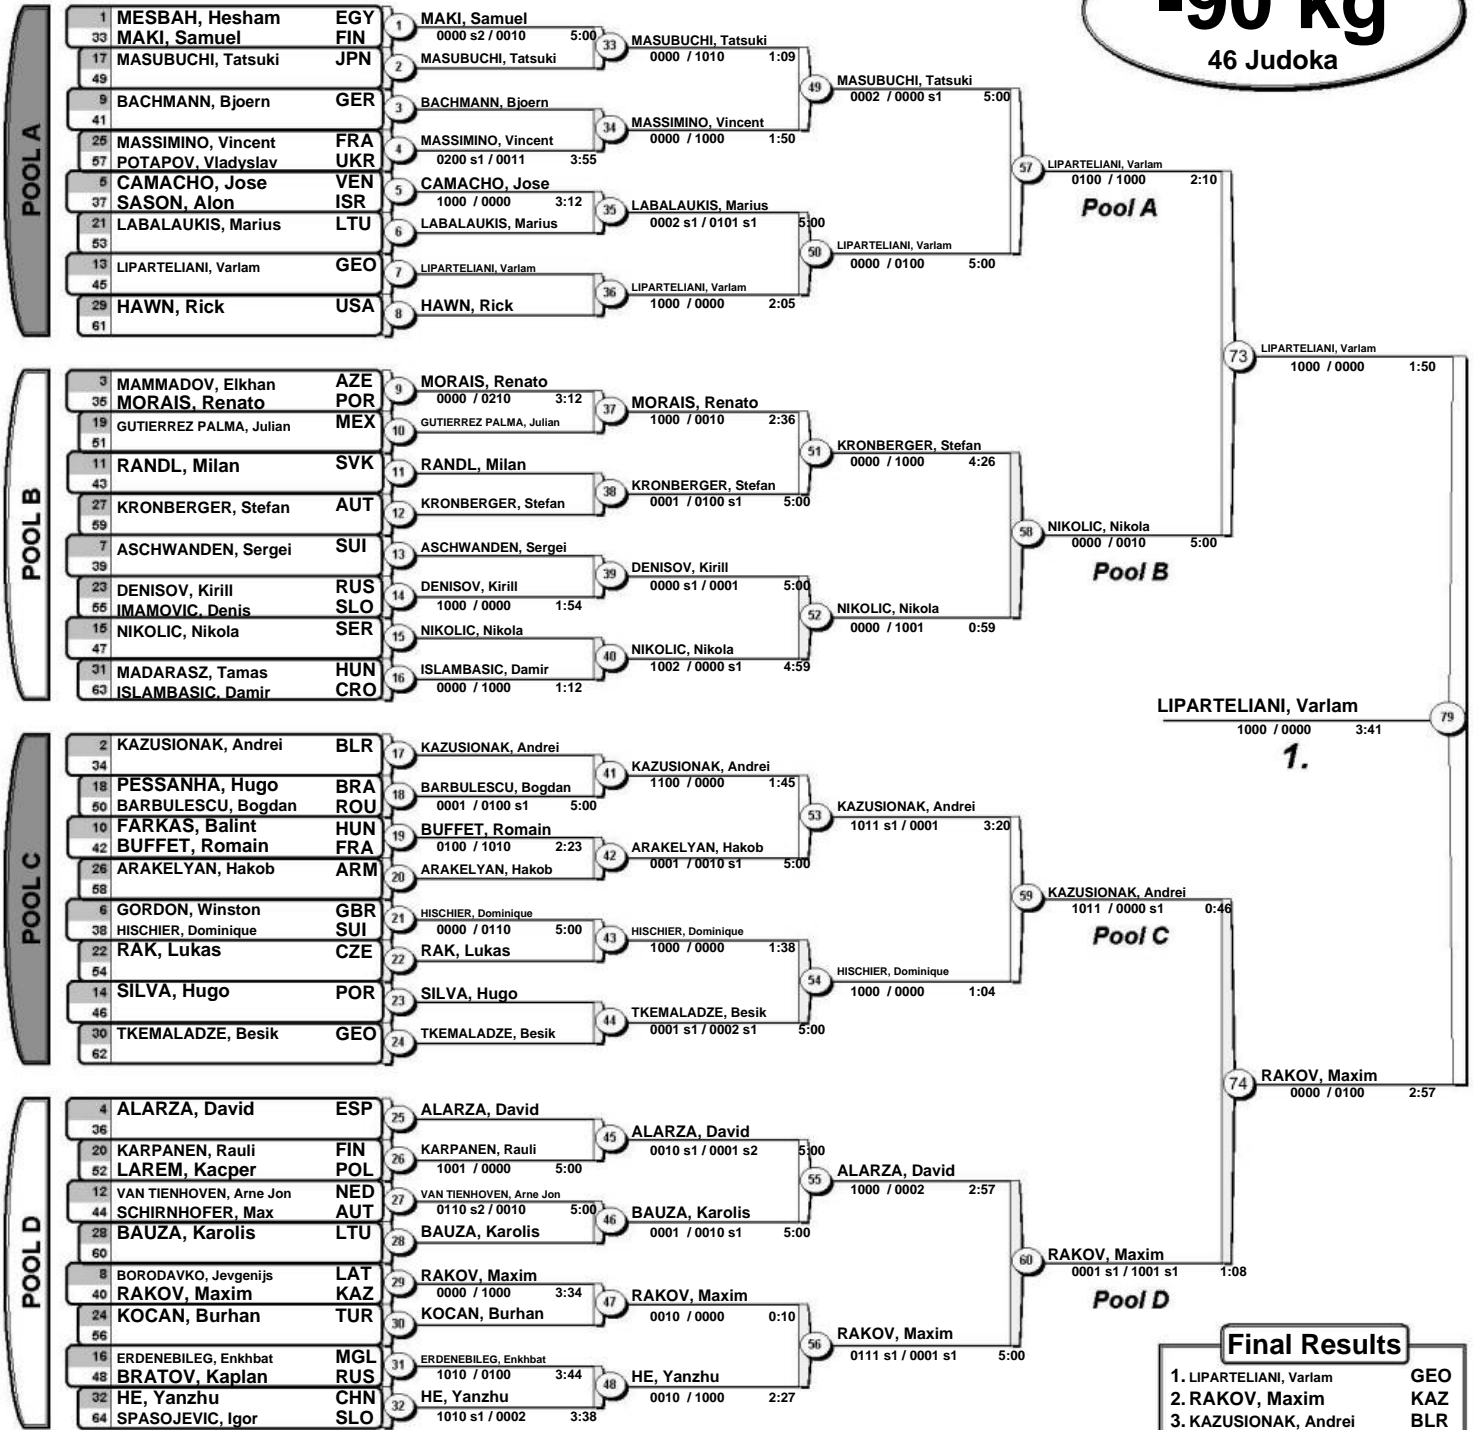 -90 kg
46 Judoka
POOL A
1 MESBAH, Hesham EGY
33 MAKI, Samuel FIN
17 MASUBUCHI, Tatsuki JPN
49
9 BACHMANN, Bjoern GER
41
25 MASSIMINO, Vincent FRA
57 POTAPOV, Vladyslav UKR
5 CAMACHO, Jose VEN
37 SASON, Alon ISR
21 LABALAUKIS, Marius LTU
53
13 LIPARTELIANI, Varlam GEO
45
29 HAWN, Rick USA
61
1 MAKI, Samuel
0000 s2 / 0010 5:00
2 MASUBUCHI, Tatsuki
3 BACHMANN, Bjoern
4 MASSIMINO, Vincent
0200 s1 / 0011 3:55
5 CAMACHO, Jose
1000 / 0000 3:12
6 LABALAUKIS, Marius
7 LIPARTELIANI, Varlam
8 HAWN, Rick
33 MASUBUCHI, Tatsuki
0000 / 1010 1:09
34 MASSIMINO, Vincent
0000 / 1000 1:50
35 LABALAUKIS, Marius
0002 s1 / 0101 s1 5:00
36 LIPARTELIANI, Varlam
1000 / 0000 2:05
49 MASUBUCHI, Tatsuki
0002 / 0000 s1 5:00
50 LIPARTELIANI, Varlam
0000 / 0100 5:00
57 LIPARTELIANI, Varlam
0100 / 1000 2:10
Pool A
POOL B
3 MAMMADOV, Elkhan AZE
35 MORAIS, Renato POR
19 GUTIERREZ PALMA, Julian MEX
51
11 RANDL, Milan SVK
43
27 KRONBERGER, Stefan AUT
59
7 ASCHWANDEN, Sergei SUI
39
23 DENISOV, Kirill RUS
55 IMAMOVIC, Denis SLO
15 NIKOLIC, Nikola SER
47
31 MADARASZ, Tamas HUN
63 ISLAMBASIC, Damir CRO
9 MORAIS, Renato
0000 / 0210 3:12
10 GUTIERREZ PALMA, Julian
11 RANDL, Milan
12 KRONBERGER, Stefan
13 ASCHWANDEN, Sergei
14 DENISOV, Kirill
1000 / 0000 1:54
15 NIKOLIC, Nikola
16 ISLAMBASIC, Damir
0000 / 1000 1:12
37 MORAIS, Renato
1000 / 0010 2:36
38 KRONBERGER, Stefan
0001 / 0100 s1 5:00
39 DENISOV, Kirill
0000 s1 / 0001 5:00
40 NIKOLIC, Nikola
1002 / 0000 s1 4:59
51 KRONBERGER, Stefan
0000 / 1000 4:26
52 NIKOLIC, Nikola
0000 / 1001 0:59
58 NIKOLIC, Nikola
0000 / 0010 5:00
Pool B
73 LIPARTELIANI, Varlam
1000 / 0000 1:50
LIPARTELIANI, Varlam 79
1000 / 0000 3:41
1.
POOL C
2 KAZUSIONAK, Andrei BLR
34
18 PESSANHA, Hugo BRA
50 BARBULESCU, Bogdan ROU
10 FARKAS, Balint HUN
42 BUFFET, Romain FRA
26 ARAKELYAN, Hakob ARM
58
6 GORDON, Winston GBR
38 HISCHIER, Dominique SUI
22 RAK, Lukas CZE
54
14 SILVA, Hugo POR
46
30 TKEMALADZE, Besik GEO
62
17 KAZUSIONAK, Andrei
18 BARBULESCU, Bogdan
0001 / 0100 s1 5:00
19 BUFFET, Romain
0100 / 1010 2:23
20 ARAKELYAN, Hakob
21 HISCHIER, Dominique
0000 / 0110 5:00
22 RAK, Lukas
23 SILVA, Hugo
24 TKEMALADZE, Besik
41 KAZUSIONAK, Andrei
1100 / 0000 1:45
42 ARAKELYAN, Hakob
0001 / 0010 s1 5:00
43 HISCHIER, Dominique
1000 / 0000 1:38
44 TKEMALADZE, Besik
0001 s1 / 0002 s1 5:00
53 KAZUSIONAK, Andrei
1011 s1 / 0001 3:20
54 HISCHIER, Dominique
1000 / 0000 1:04
59 KAZUSIONAK, Andrei
1011 / 0000 s1 0:46
Pool C
74 RAKOV, Maxim
0000 / 0100 2:57
POOL D
4 ALARZA, David ESP
36
20 KARPANEN, Rauli FIN
52 LAREM, Kacper POL
12 VAN TIENHOVEN, Arne Jon NED
44 SCHIRNHOFER, Max AUT
28 BAUZA, Karolis LTU
60
8 BORODAVKO, Jevgenijs LAT
40 RAKOV, Maxim KAZ
24 KOCAN, Burhan TUR
56
16 ERDENEBILEG, Enkhbat MGL
48 BRATOV, Kaplan RUS
32 HE, Yanzhu CHN
64 SPASOJEVIC, Igor SLO
25 ALARZA, David
26 KARPANEN, Rauli
1001 / 0000 5:00
27 VAN TIENHOVEN, Arne Jon
0110 s2 / 0010 5:00
28 BAUZA, Karolis
29 RAKOV, Maxim
0000 / 1000 3:34
30 KOCAN, Burhan
31 ERDENEBILEG, Enkhbat
1010 / 0100 3:44
32 HE, Yanzhu
1010 s1 / 0002 3:38
45 ALARZA, David
0010 s1 / 0001 s2 5:00
46 BAUZA, Karolis
0001 / 0010 s1 5:00
47 RAKOV, Maxim
0010 / 0000 0:10
48 HE, Yanzhu
0010 / 1000 2:27
55 ALARZA, David
1000 / 0002 2:57
56 RAKOV, Maxim
0111 s1 / 0001 s1 5:00
60 RAKOV, Maxim
0001 s1 / 1001 s1 1:08
Pool D
Final Results
1. LIPARTELIANI, Varlam GEO
2. RAKOV, Maxim KAZ
3. KAZUSIONAK, Andrei BLR